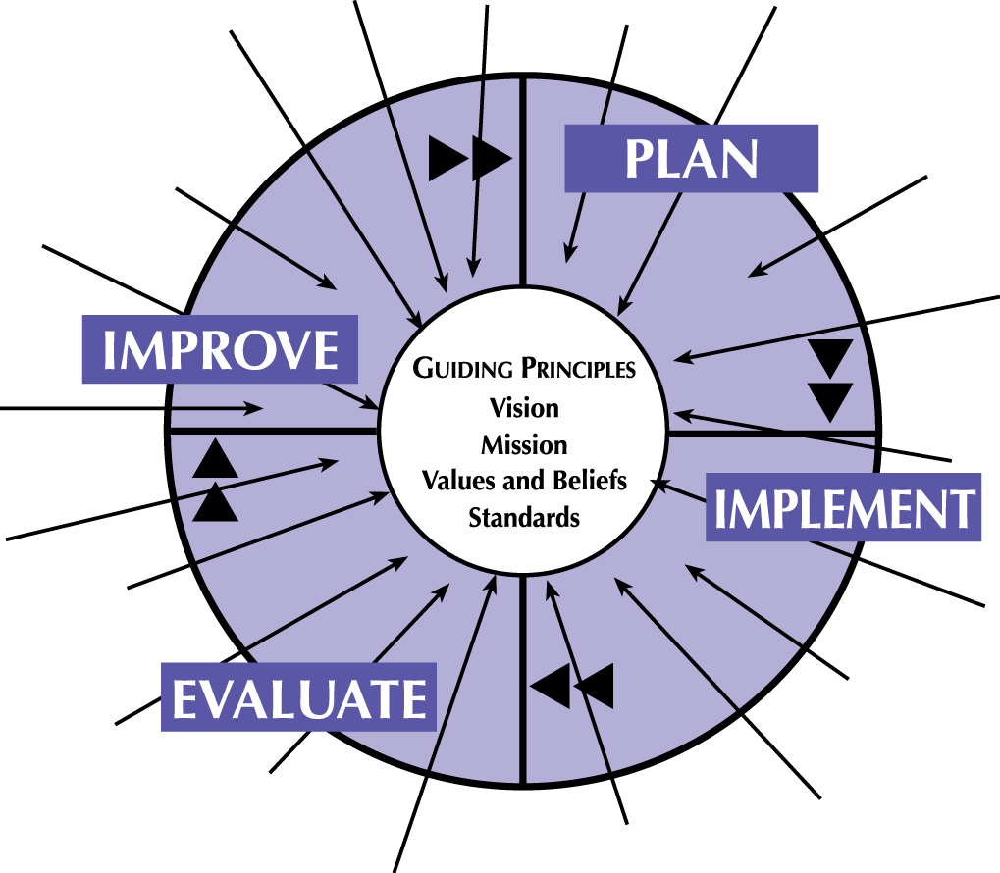 PLAN
IMPROVE
GUIDING PRINCIPLES
Vision
Mission
Values and Beliefs
Standards
IMPLEMENT
EVALUATE